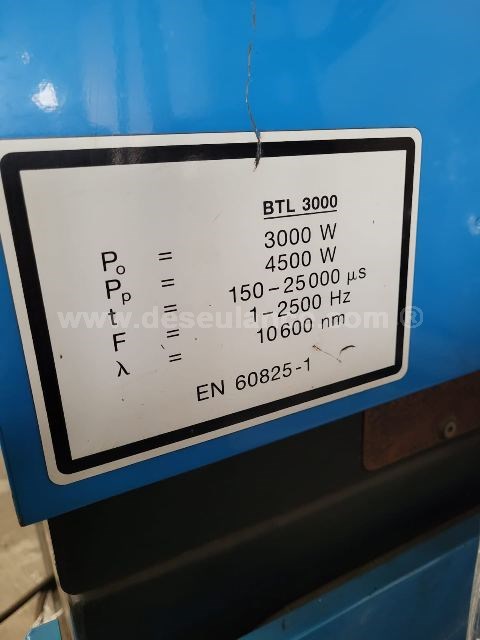 BTL 3000
Po = 3000 W
Pp = 4500 W
t = 150-25000 μs
F = 1-2500 Hz
λ = 10600 nm
EN 60825-1